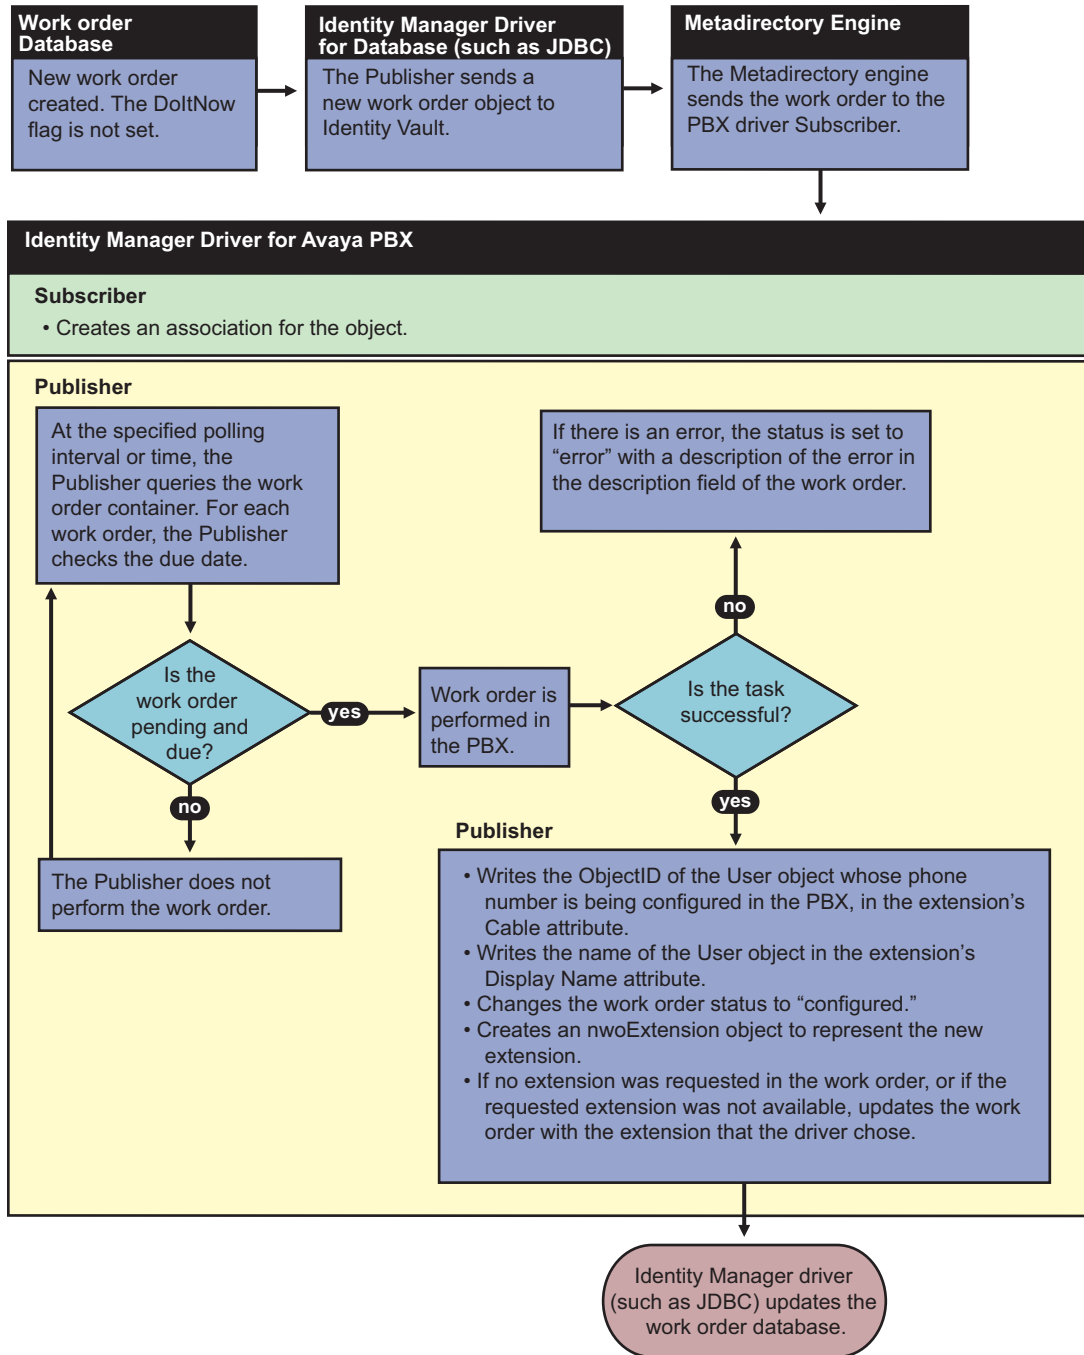 Work order
Database
New work order
created. The DoItNow
flag is not set.
Identity Manager Driver
for Database (such as JDBC)
The Publisher sends a
new work order object to
Identity Vault.
Metadirectory Engine
The Metadirectory engine
sends the work order to the
PBX driver Subscriber.
Identity Manager Driver for Avaya PBX
Subscriber
• Creates an association for the object.
Publisher
At the specified polling
interval or time, the
Publisher queries the work
order container. For each
work order, the Publisher
checks the due date.
If there is an error, the status is set to
“error” with a description of the error in
the description field of the work order.
no
Is the
work order
pending and
due?
yes
Work order is
performed in
the PBX.
Is the task
successful?
no
yes
The Publisher does not
perform the work order.
Publisher
• Writes the ObjectID of the User object whose phone
number is being configured in the PBX, in the extension’s
Cable attribute.
• Writes the name of the User object in the extension’s
Display Name attribute.
• Changes the work order status to “configured.”
• Creates an nwoExtension object to represent the new
extension.
• If no extension was requested in the work order, or if the
requested extension was not available, updates the work
order with the extension that the driver chose.
Identity Manager driver
(such as JDBC) updates the
work order database.